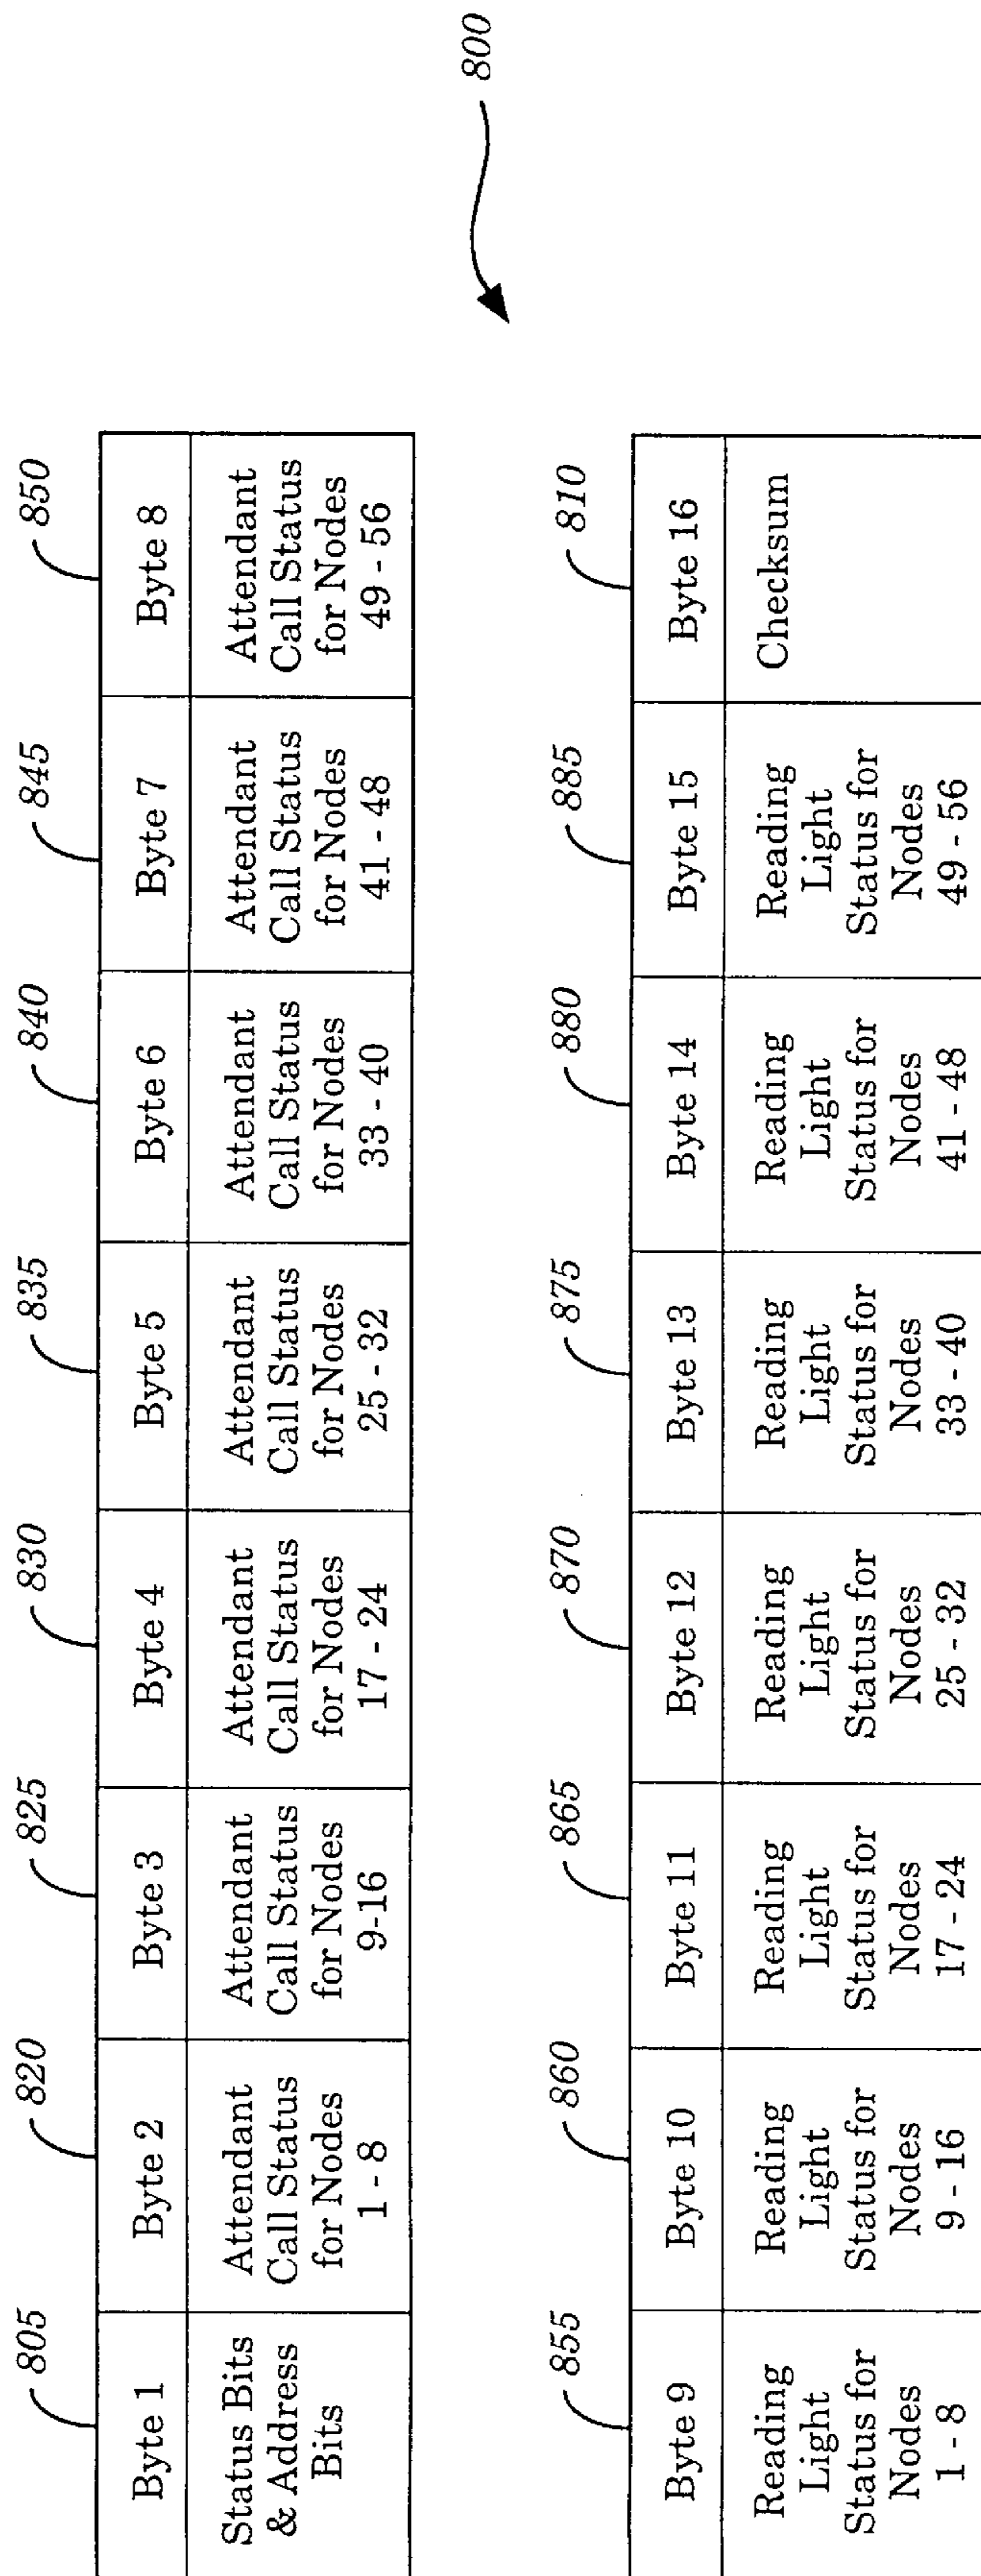 800
805
820
825
830
835
840
845
850
Byte 1
Byte 2
Byte 3
Byte 4
Byte 5
Byte 6
Byte 7
Byte 8
Status Bits
& Address
Bits
Attendant
Call Status
for Nodes
1 - 8
Attendant
Call Status
for Nodes
9-16
Attendant
Call Status
for Nodes
17 - 24
Attendant
Call Status
for Nodes
25 - 32
Attendant
Call Status
for Nodes
33 - 40
Attendant
Call Status
for Nodes
41 - 48
Attendant
Call Status
for Nodes
49 - 56
855
860
865
870
875
880
885
810
Byte 9
Byte 10
Byte 11
Byte 12
Byte 13
Byte 14
Byte 15
Byte 16
Reading
Light
Status for
Nodes
1 - 8
Reading
Light
Status for
Nodes
9 - 16
Reading
Light
Status for
Nodes
17 - 24
Reading
Light
Status for
Nodes
25 - 32
Reading
Light
Status for
Nodes
33 - 40
Reading
Light
Status for
Nodes
41 - 48
Reading
Light
Status for
Nodes
49 - 56
Checksum